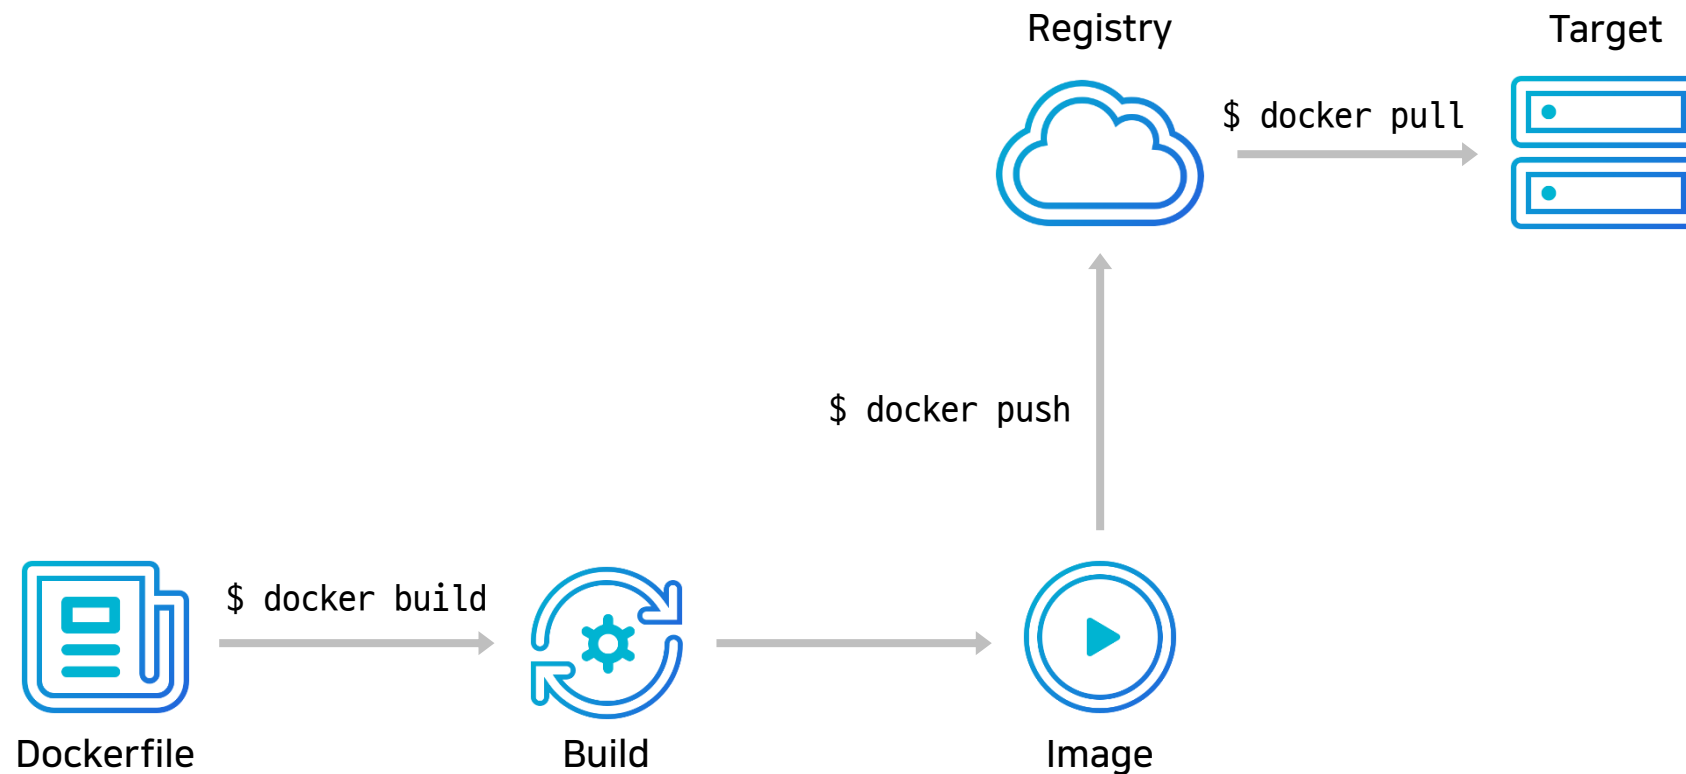 Registry
Target
$ docker pull
$ docker push
$ docker build
Dockerfile
Build
Image